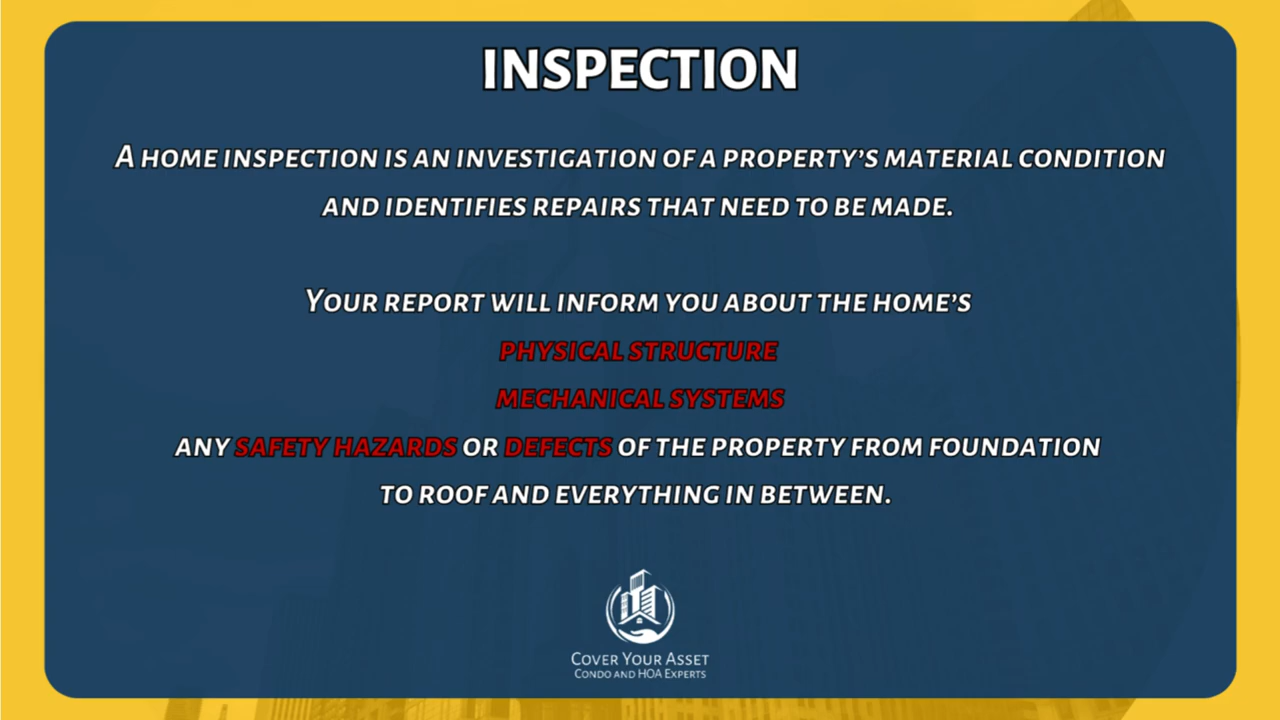 INSPECTION
A HOME INSPECTION IS AN INVESTIGATION OF A PROPERTY’S MATERIAL CONDITION
AND IDENTIFIES REPAIRS THAT NEED TO BE MADE.
YOUR REPORT WILL INFORM YOU ABOUT THE HOME’S
PHYSICAL STRUCTURE
MECHANICAL SYSTEMS
ANY SAFETY HAZARDS OR DEFECTS OF THE PROPERTY FROM FOUNDATION
TO ROOF AND EVERYTHING IN BETWEEN.
COVER YOUR ASSET
CONDO AND HOA EXPERTS